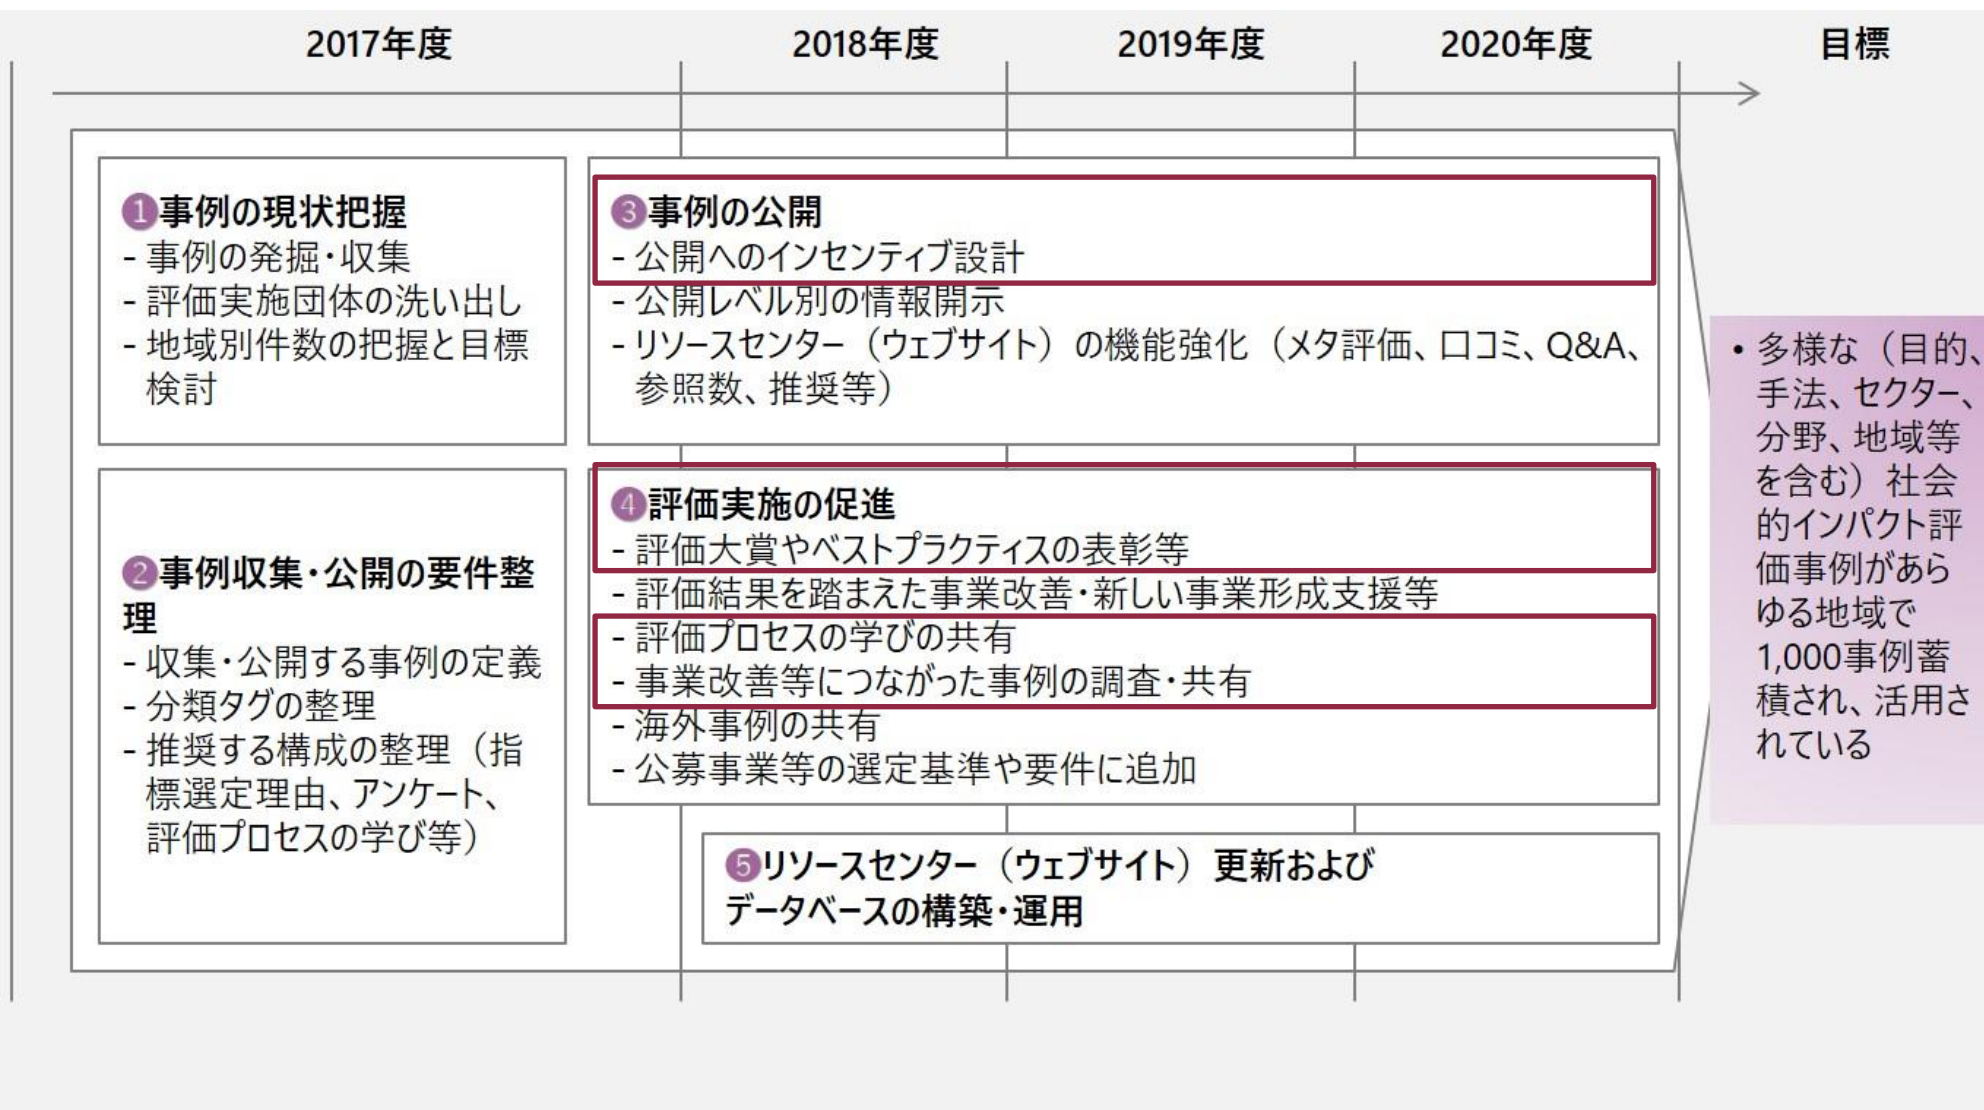 2017年度
2018年度
2019年度
2020年度
目標
❶事例の現状把握
- 事例の発掘・収集
- 評価実施団体の洗い出し
- 地域別件数の把握と目標
検討
❷事例収集・公開の要件整
理
- 収集・公開する事例の定義
- 分類タグの整理
- 推奨する構成の整理（指
標選定理由、アンケート、
評価プロセスの学び等）
❸事例の公開
- 公開へのインセンティブ設計
- 公開レベル別の情報開示
- リソースセンター（ウェブサイト）の機能強化（メタ評価、口コミ、Q&A、
参照数、推奨等）
❹評価実施の促進
- 評価大賞やベストプラクティスの表彰等
- 評価結果を踏まえた事業改善・新しい事業形成支援等
- 評価プロセスの学びの共有
- 事業改善等につながった事例の調査・共有
- 海外事例の共有
- 公募事業等の選定基準や要件に追加
❺リソースセンター（ウェブサイト）更新および
データベースの構築・運用
• 多様な（目的、
手法、セクター、
分野、地域等
を含む）社会
的インパクト評
価事例があら
ゆる地域で
1,000事例蓄
積され、活用さ
れている